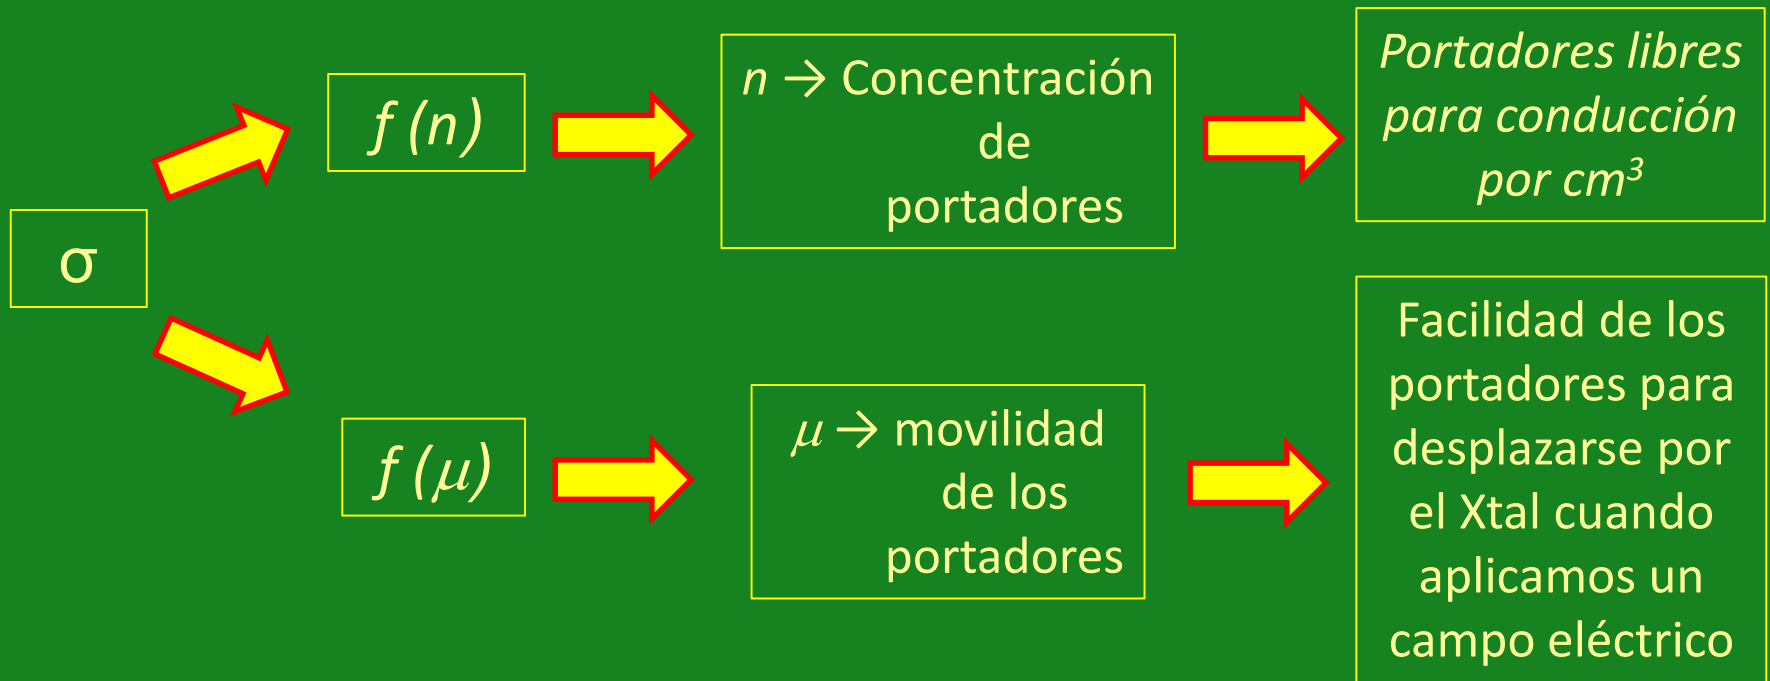 σ
f (n)
n → Concentración
de
portadores
Portadores libres
para conducción
por cm³
f (μ)
μ → movilidad
de los
portadores
Facilidad de los
portadores para
desplazarse por
el Xtal cuando
aplicamos un
campo eléctrico